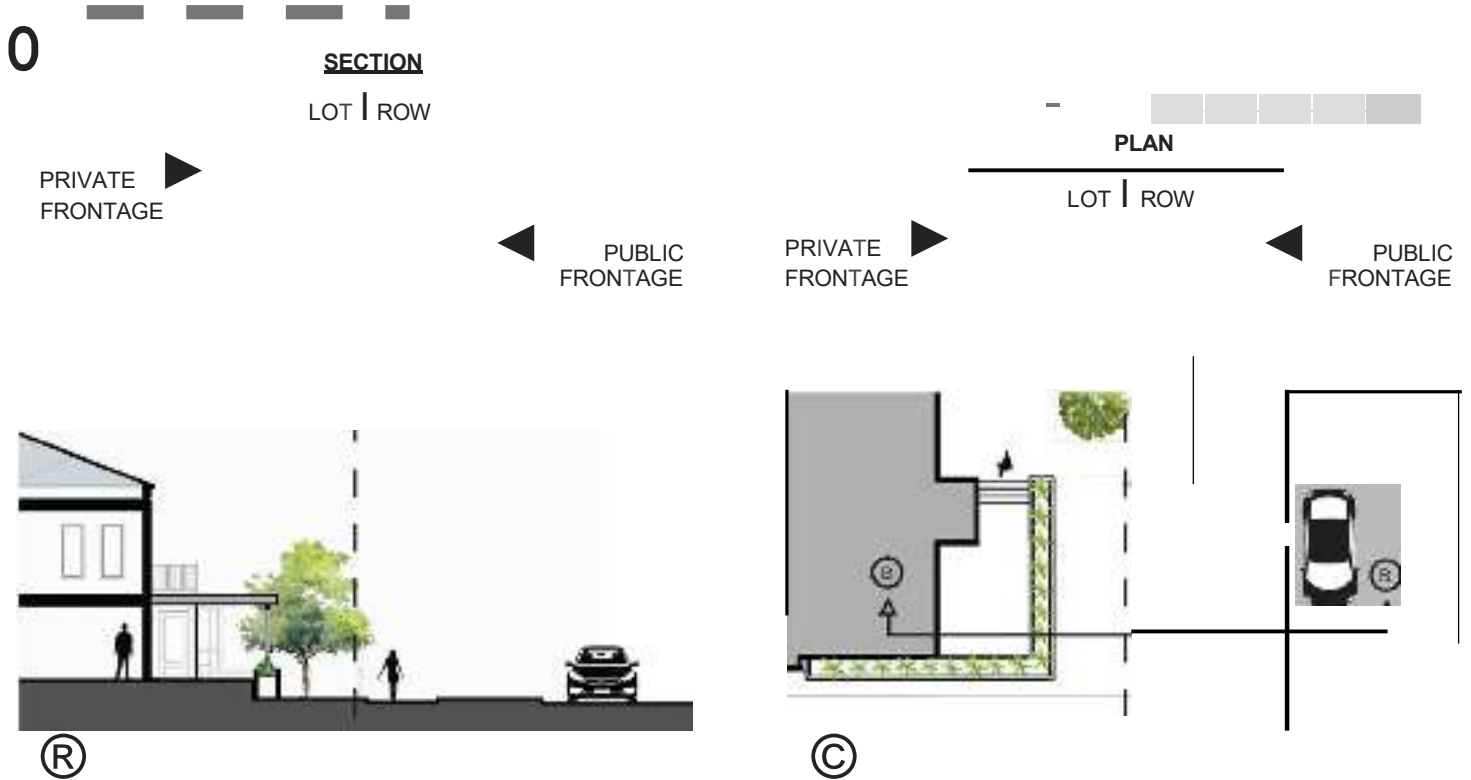 0
SECTION
LOT | ROW
PRIVATE
FRONTAGE
PUBLIC
FRONTAGE
Ⓡ
PLAN
LOT | ROW
PRIVATE
FRONTAGE
PUBLIC
FRONTAGE
Ⓒ